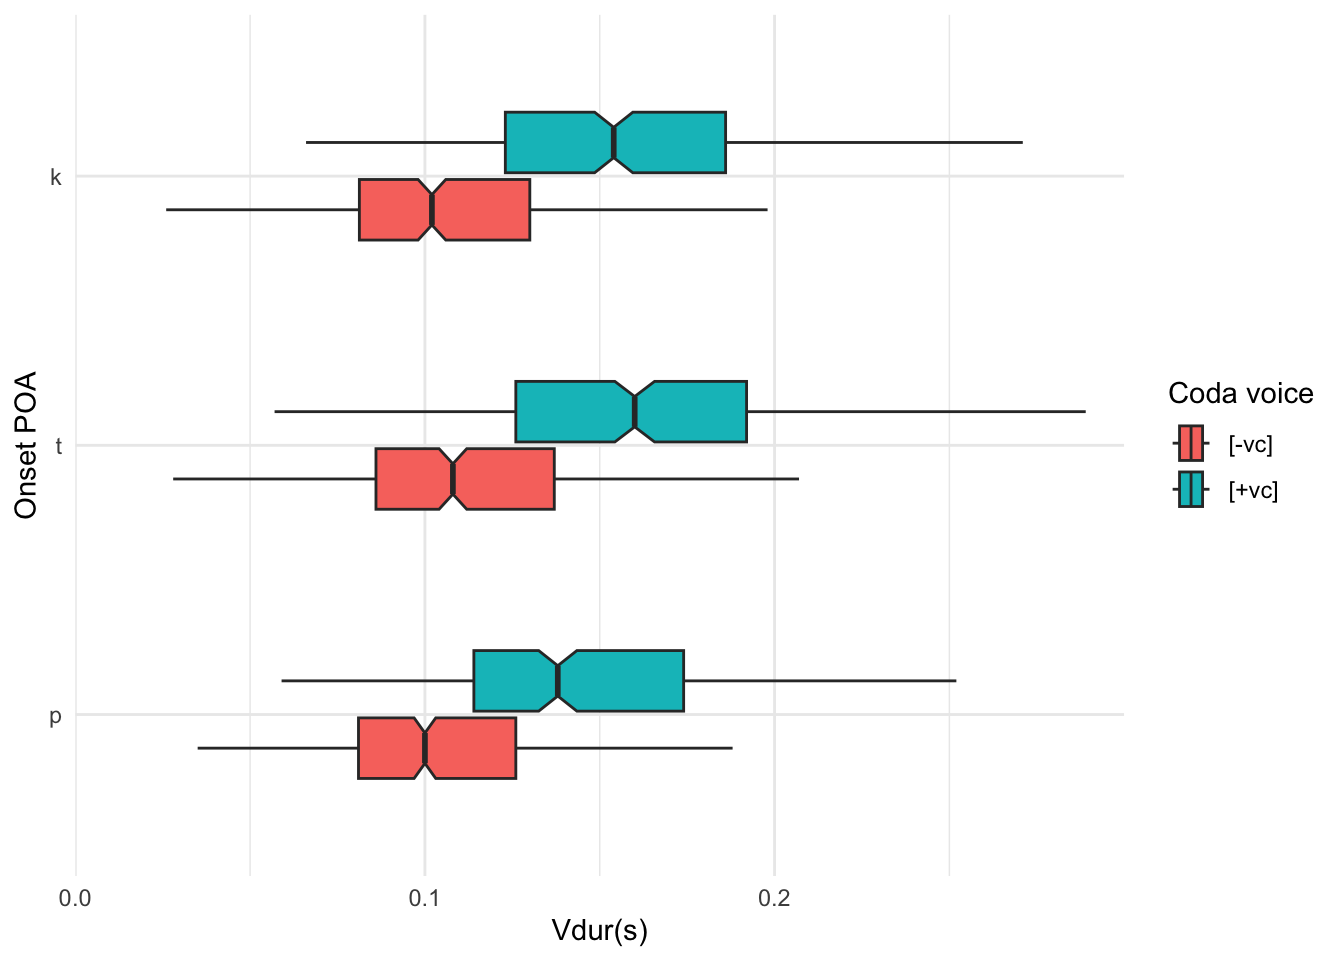 k
t
p
Onset POA
0.0
0.1
0.2
Vdur(s)
Coda voice
[-vc]
[+vc]